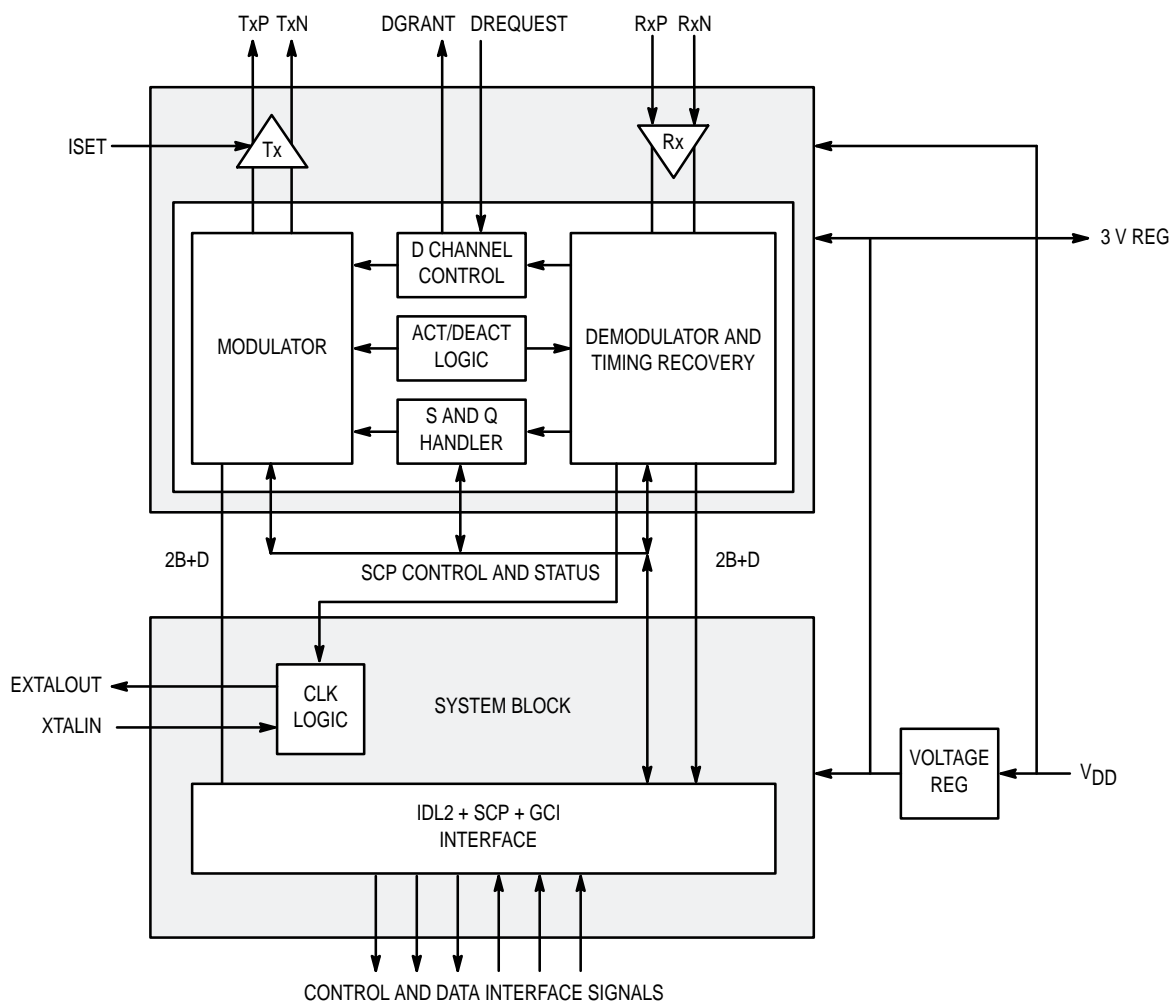 TxP TxN DGRANT DREQUEST RxP RxN
ISET
Tx
Rx
3 V REG
D CHANNEL
CONTROL
MODULATOR
ACT/DEACT
LOGIC
DEMODULATOR AND
TIMING RECOVERY
S AND Q
HANDLER
2B+D
SCP CONTROL AND STATUS
2B+D
EXTALOUT
XTALIN
CLK
LOGIC
SYSTEM BLOCK
VOLTAGE
REG
VDD
IDL2 + SCP + GCI
INTERFACE
CONTROL AND DATA INTERFACE SIGNALS